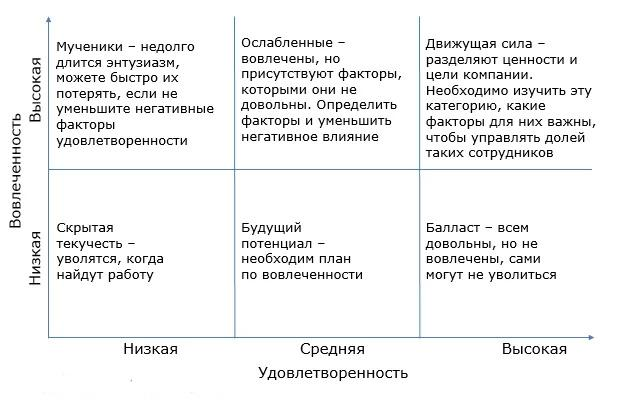 Вовлеченность
Высокая
Мученики – недолго
длится энтузиазм,
можете быстро их
потерять, если не
уменьшите негативные
факторы
удовлетворенности
Ослабленные –
вовлечены, но
присутствуют факторы,
которыми они не
довольны. Определить
факторы и уменьшить
негативное влияние
Движущая сила –
разделяют ценности и
цели компании.
Необходимо изучить эту
категорию, какие
факторы для них важны,
чтобы управлять долей
таких сотрудников
Низкая
Скрытая
текучесть –
уволятся, когда
найдут работу
Будущий
потенциал –
необходим план
по вовлеченности
Балласт – всем
довольны, но не
вовлечены, сами
могут не уволиться
Низкая
Средняя
Высокая
Удовлетворенность